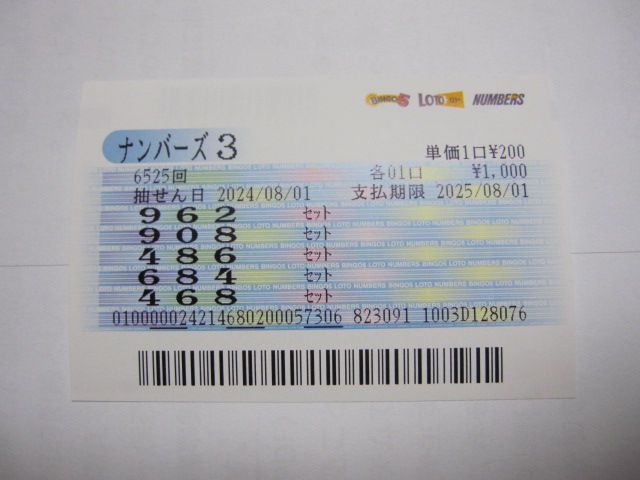 BINGO5 LOTO NUMBERS
ナンバーズ3 単価1口¥200
6525回 各01口 ¥1,000
抽せん日 2024/08/01 支払期限 2025/08/01
962 セット
908 セット
486 セット
684 セット
468 セット
010000024214680200057306 823091 1003D128076